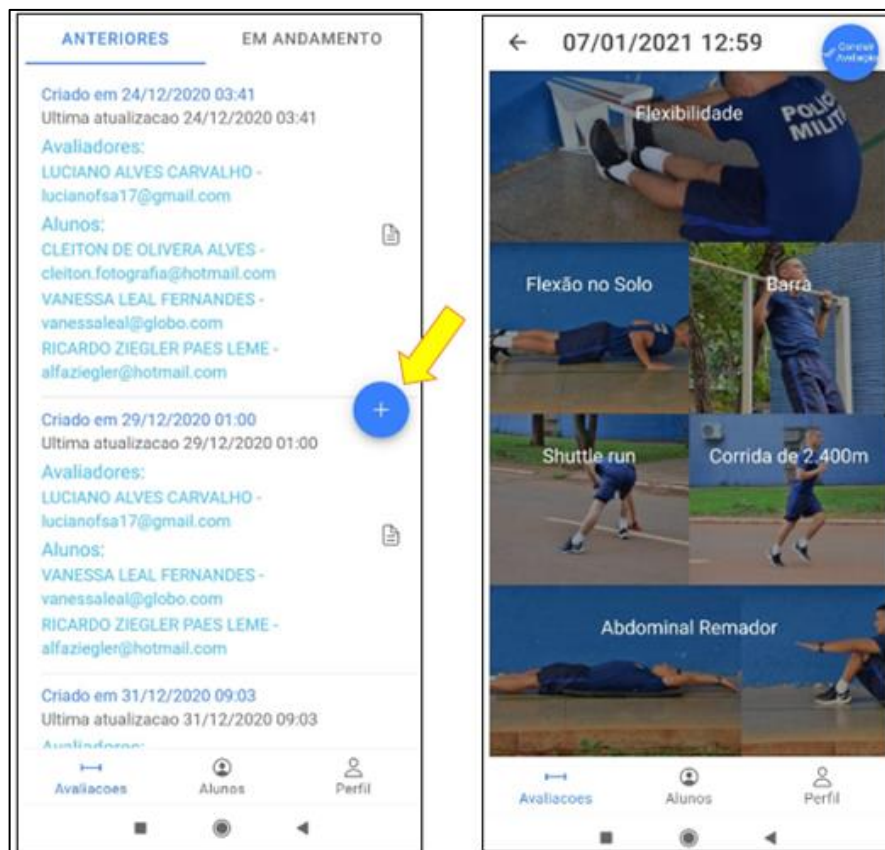 ANTERIORES EM ANDAMENTO
Criado em 24/12/2020 03:41
Ultima atualizacao 24/12/2020 03:41
Avaliadores:
LUCIANO ALVES CARVALHO -
lucianofsa17@gmail.com
Alunos:
CLEITON DE OLIVERA ALVES -
cleiton.fotografia@hotmail.com
VANESSA LEAL FERNANDES -
vanessaleal@globo.com
RICARDO ZIEGLER PAES LEME -
alfaziegler@hotmail.com
+
Criado em 29/12/2020 01:00
Ultima atualizacao 29/12/2020 01:00
Avaliadores:
LUCIANO ALVES CARVALHO -
lucianofsa17@gmail.com
Alunos:
VANESSA LEAL FERNANDES -
vanessaleal@globo.com
RICARDO ZIEGLER PAES LEME -
alfaziegler@hotmail.com
Criado em 31/12/2020 09:03
Ultima atualizacao 31/12/2020 09:03
Avaliadores:
Avaliacoes Alunos Perfil
07/01/2021 12:59
Concluir
Avaliação
Flexibilidade
POLÍCIA
MILITA
Flexão no Solo
Barra
Shuttle run
Corrida de 2.400m
Abdominal Remador
Avaliacoes Alunos Perfil